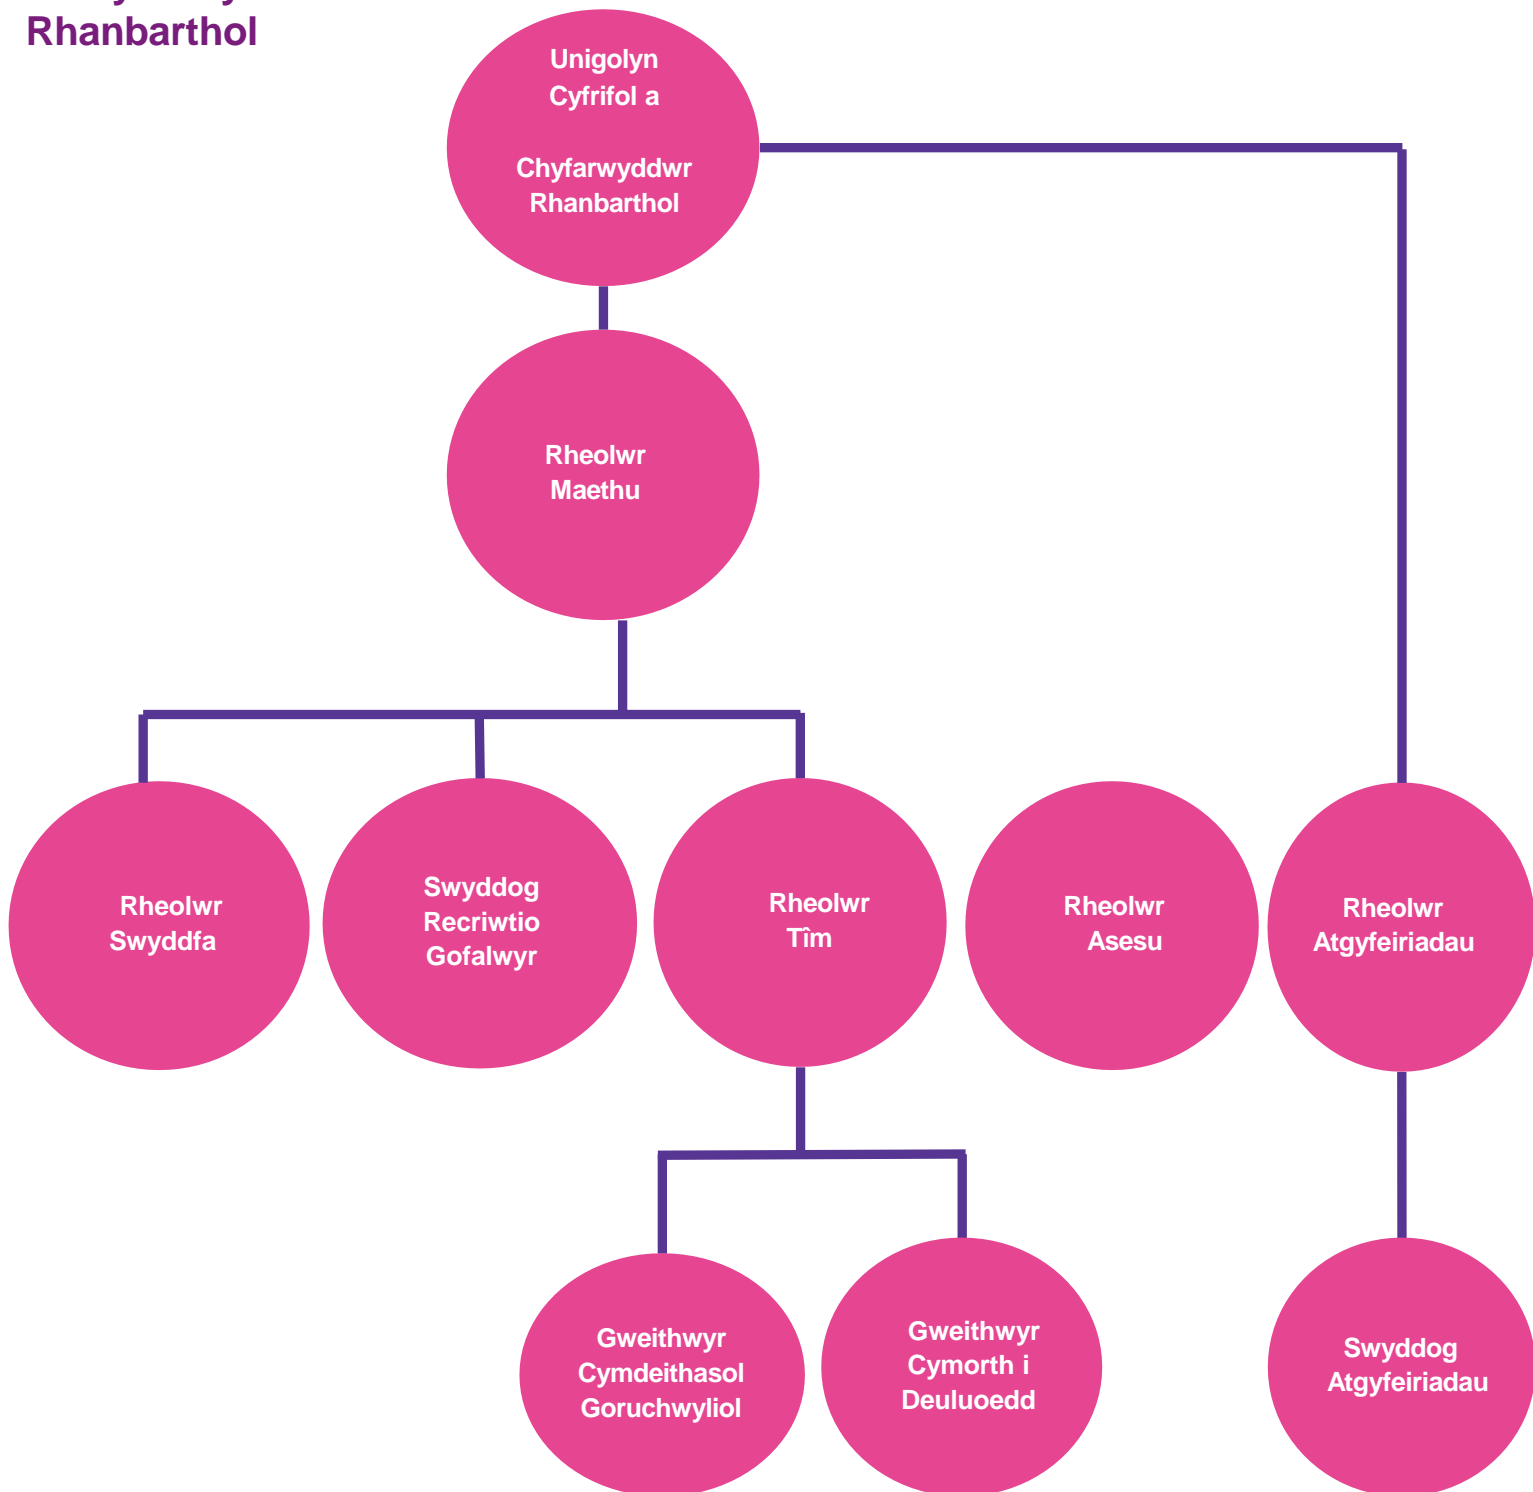 Rhanbarthol
Unigolyn
Cyfrifol a
Chyfarwyddwr
Rhanbarthol
Rheolwr
Maethu
Rheolwr
Swyddfa
Swyddog
Recriwtio
Gofalwyr
Rheolwr
Tîm
Rheolwr
Asesu
Rheolwr
Atgyfeiriadau
Gweithwyr
Cymdeithasol
Goruchwyliol
Gweithwyr
Cymorth i
Deuluoedd
Swyddog
Atgyfeiriadau